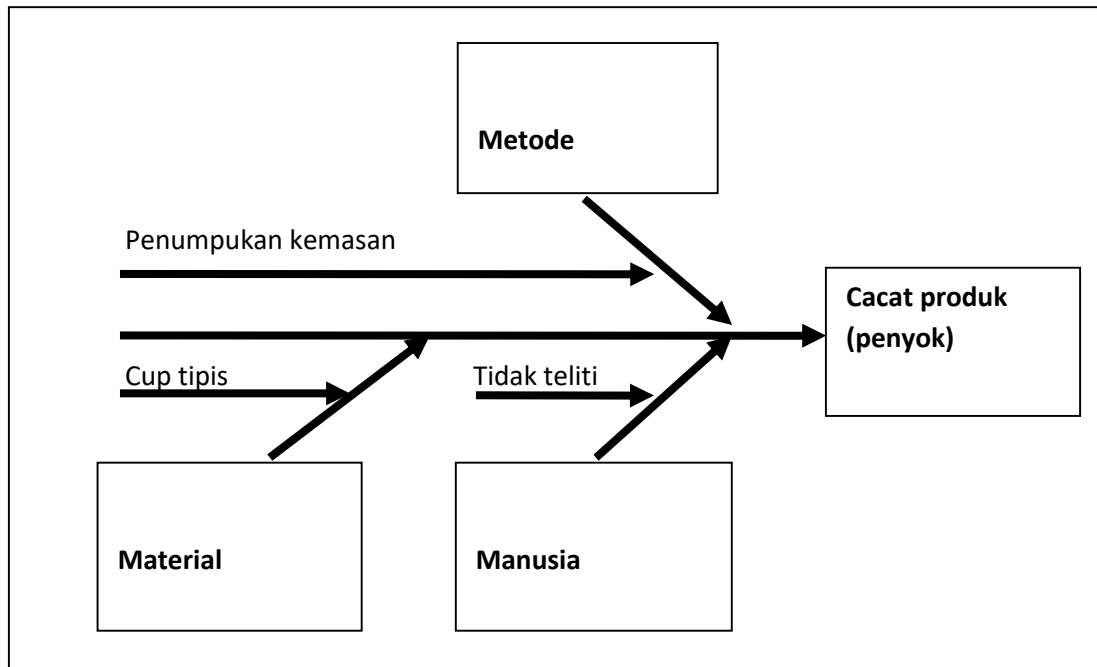 Metode
Penumpukan kemasan
Cacat produk
(penyok)
Cup tipis
Tidak teliti
Material
Manusia